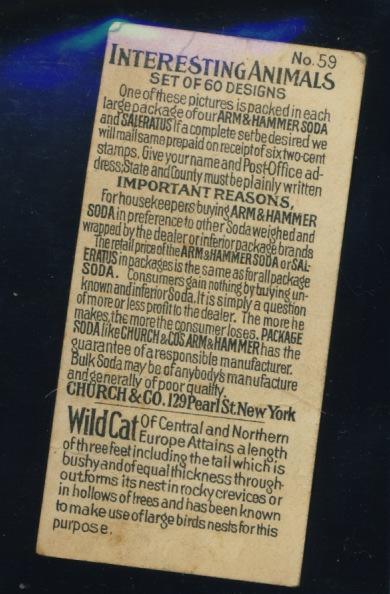 No. 59
INTERESTING ANIMALS
SET OF 60 DESIGNS
One of these pictures is packed in each
large package of our ARM & HAMMER SODA
and SALERATUS if a complete set be desired we
will mail same prepaid on receipt of six two-cent
stamps. Give your name and Post-Office ad-
dress; State and County must be plainly written
IMPORTANT REASONS,
For housekeepers buying ARM & HAMMER
SODA in preference to other Soda weighed and
wrapped by the dealer or inferior package brands
The retail price of the ARM & HAMMER SODA or SAL-
ERATUS in packages is the same as for all package
SODA. Consumers gain nothing by buying un-
known and inferior Soda. It is simply a question
of more or less profit to the dealer. The more he
makes, the more the consumer loses. PACKAGE
SODA like CHURCH & CO'S ARM & HAMMER has the
guarantee of a responsible manufacturer.
Bulk Soda may be of anybody's manufacture
and generally of poor quality.
CHURCH & CO. 129 Pearl St. New York
Wild Cat Of Central and Northern
Europe Attains a length
of three feet including the tail which is
bushy and of equal thickness through-
out. forms its nest in rocky crevices or
in hollows of trees and has been known
to make use of large birds nests for this
purpose.